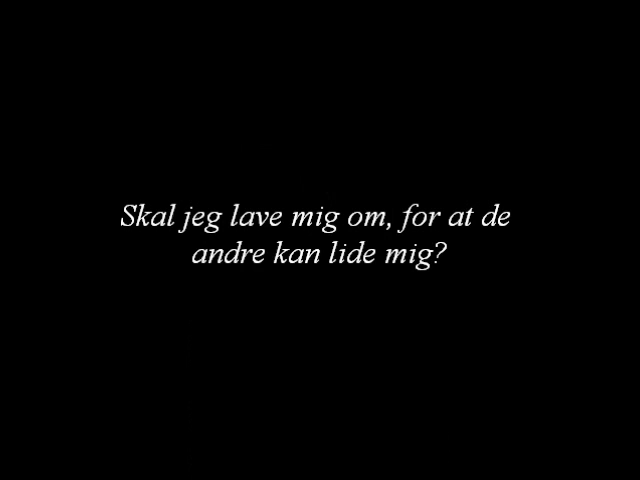 Skal jeg lave mig om, for at de
andre kan lide mig?